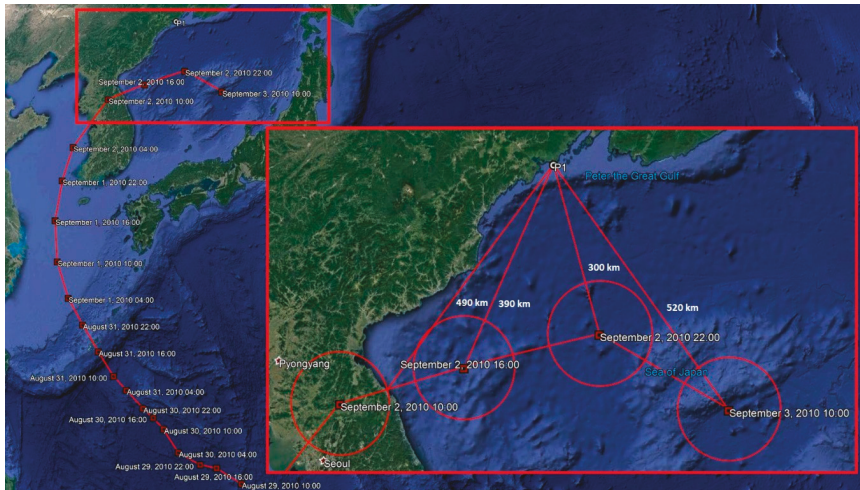 P1
September 2, 2010 22:00
September 2, 2010 16:00
September 3, 2010 10:00
September 2, 2010 10:00
September 2, 2010 04:00
September 1, 2010 22:00
September 1, 2010 16:00
September 1, 2010 10:00
September 1, 2010 04:00
August 31, 2010 22:00
August 31, 2010 16:00
August 31, 2010 10:00
August 31, 2010 04:00
August 30, 2010 22:00
August 30, 2010 16:00
August 30, 2010 10:00
August 30, 2010 04:00
August 29, 2010 22:00
August 29, 2010 16:00
August 29, 2010 10:00
P1
Peter the Great Gulf
300 km
490 km
390 km
520 km
September 2, 2010 22:00
Pyongyang
September 2, 2010 16:00
Sea of Japan
September 2, 2010 10:00
September 3, 2010 10:00
Seoul